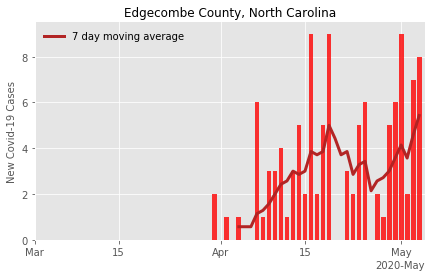 Edgecombe County, North Carolina
7 day moving average
New Covid-19 Cases
8
6
4
2
0
Mar 15 Apr 15 May
2020-May